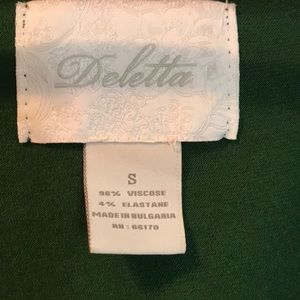 Deletta
S
96% VISCOSE
4% ELASTANE
MADE IN BULGARIA
RN: 66170